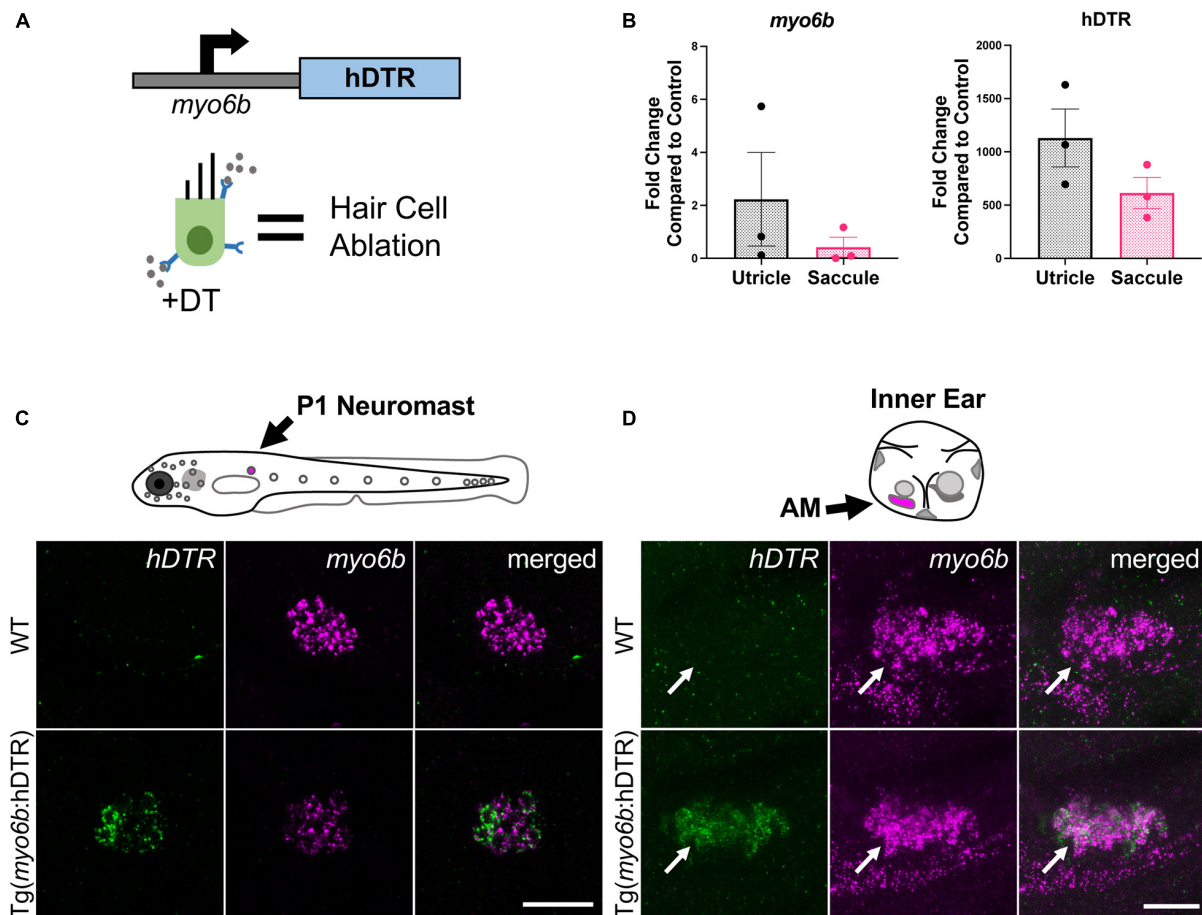 A
hDTR
myo6b
+DT
Hair Cell
Ablation
B
myo6b
Fold Change
Compared to Control
8
6
4
2
0
Utricle Saccule
hDTR
Fold Change
Compared to Control
2000
1500
1000
500
0
Utricle Saccule
C
P1 Neuromast
hDTR myo6b merged
WT
Tg(myo6b:hDTR)
D
Inner Ear
AM
hDTR myo6b merged
WT
Tg(myo6b:hDTR)